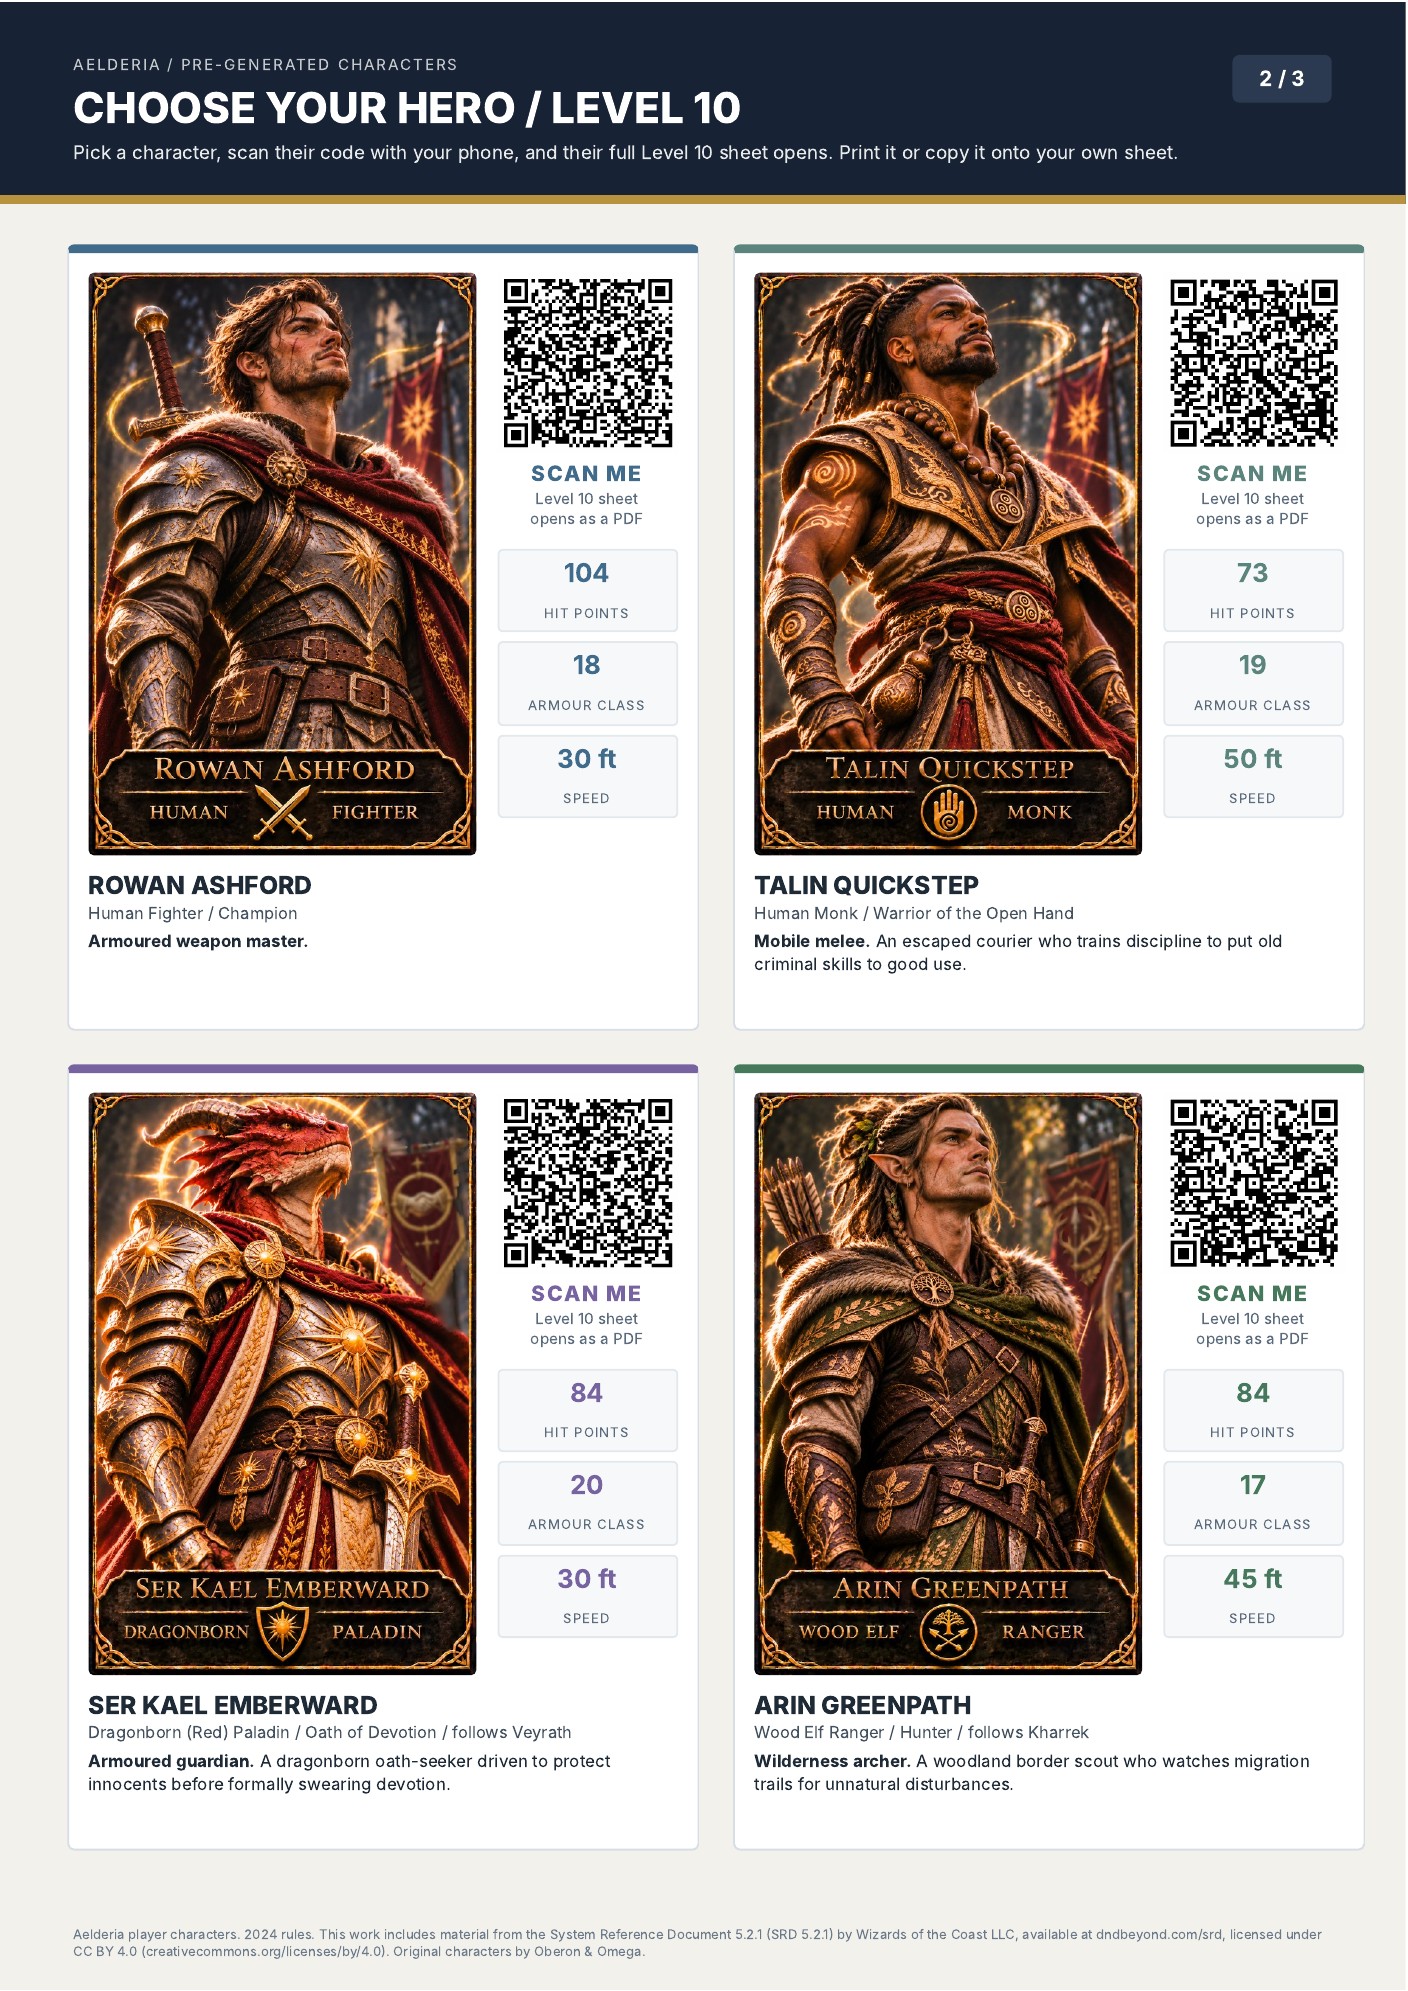 AELDERIA / PRE-GENERATED CHARACTERS
CHOOSE YOUR HERO / LEVEL 10
Pick a character, scan their code with your phone, and their full Level 10 sheet opens. Print it or copy it onto your own sheet.
2 / 3
ROWAN ASHFORD
HUMAN FIGHTER
SCAN ME
Level 10 sheet
opens as a PDF
104
HIT POINTS
18
ARMOUR CLASS
30 ft
SPEED
ROWAN ASHFORD
Human Fighter / Champion
Armoured weapon master.
TALIN QUICKSTEP
HUMAN MONK
SCAN ME
Level 10 sheet
opens as a PDF
73
HIT POINTS
19
ARMOUR CLASS
50 ft
SPEED
TALIN QUICKSTEP
Human Monk / Warrior of the Open Hand
Mobile melee. An escaped courier who trains discipline to put old
criminal skills to good use.
SER KAEL EMBERWARD
DRAGONBORN PALADIN
SCAN ME
Level 10 sheet
opens as a PDF
84
HIT POINTS
20
ARMOUR CLASS
30 ft
SPEED
SER KAEL EMBERWARD
Dragonborn (Red) Paladin / Oath of Devotion / follows Veyrath
Armoured guardian. A dragonborn oath-seeker driven to protect
innocents before formally swearing devotion.
ARIN GREENPATH
WOOD ELF RANGER
SCAN ME
Level 10 sheet
opens as a PDF
84
HIT POINTS
17
ARMOUR CLASS
45 ft
SPEED
ARIN GREENPATH
Wood Elf Ranger / Hunter / follows Kharrek
Wilderness archer. A woodland border scout who watches migration
trails for unnatural disturbances.
Aelderia player characters. 2024 rules. This work includes material from the System Reference Document 5.2.1 (SRD 5.2.1) by Wizards of the Coast LLC, available at dndbeyond.com/srd, licensed under
CC BY 4.0 (creativecommons.org/licenses/by/4.0). Original characters by Oberon & Omega.